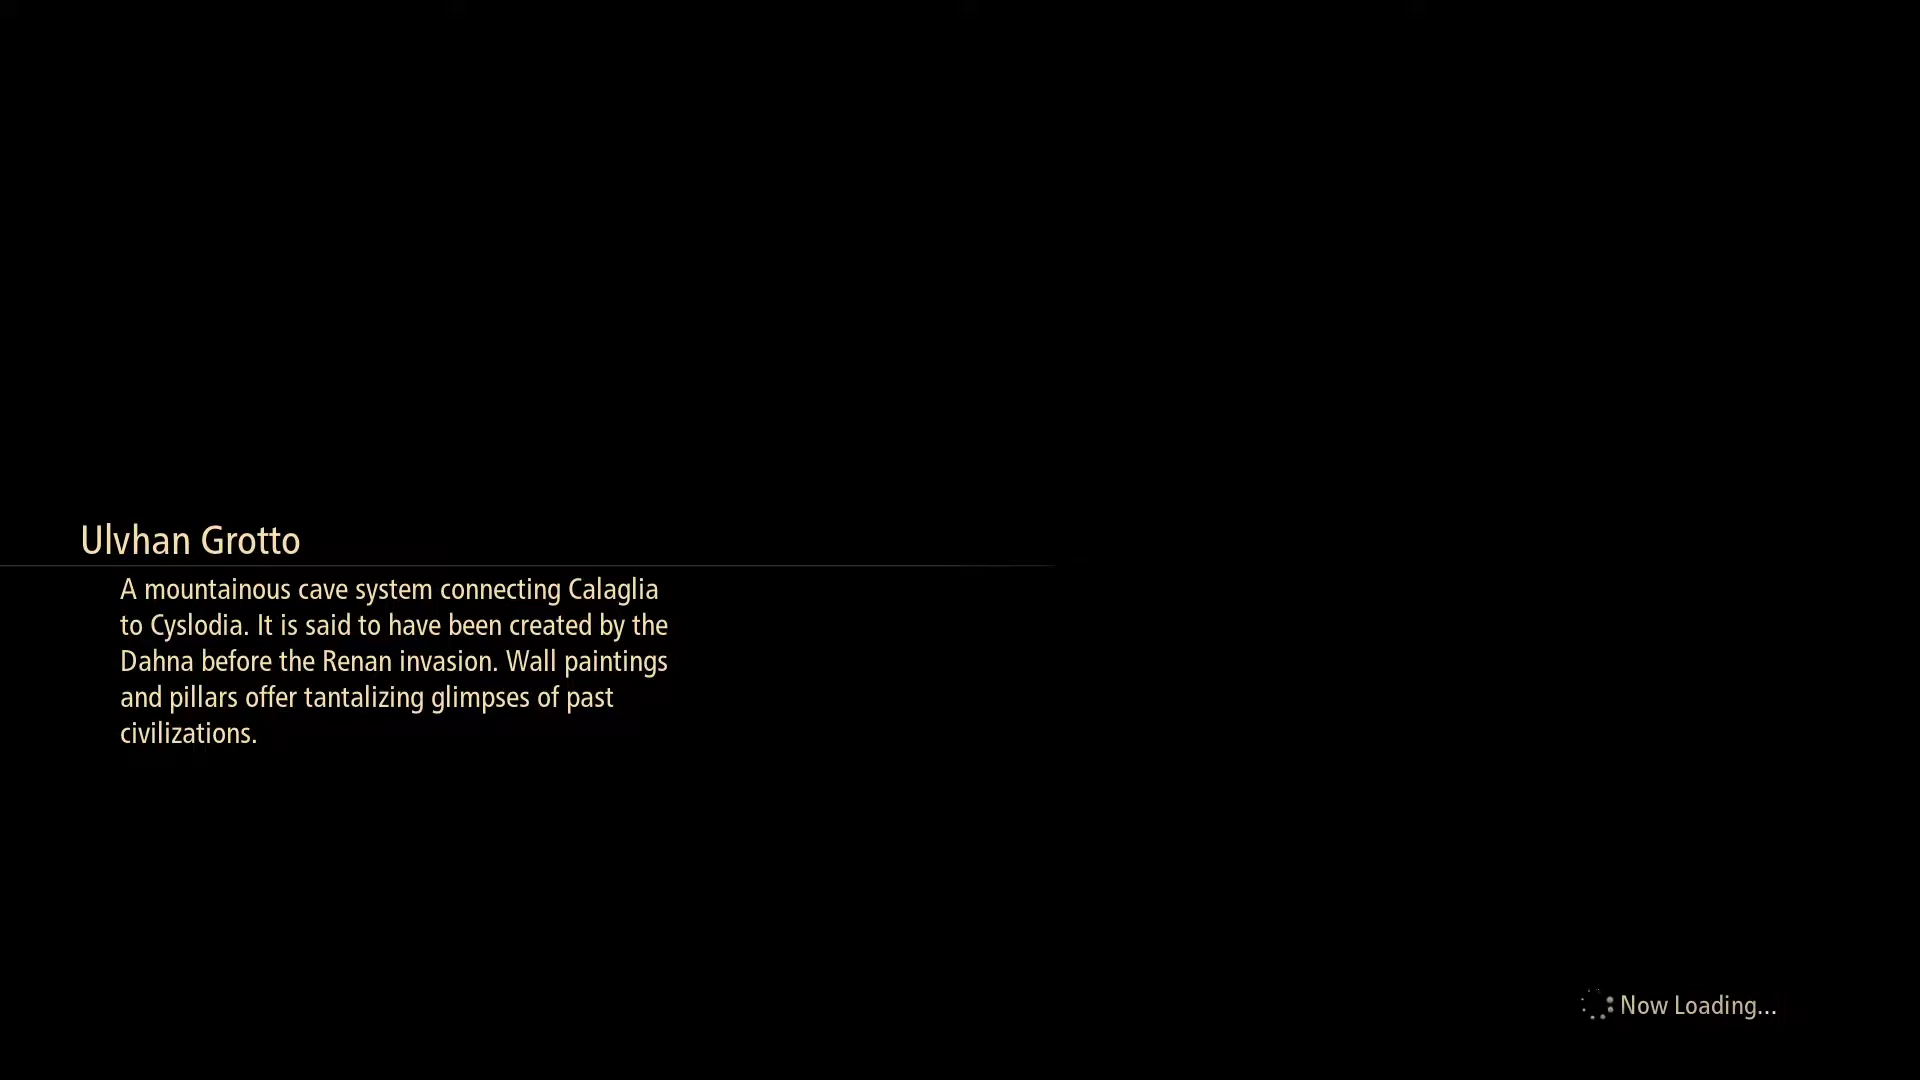 Ulvhan Grotto
A mountainous cave system connecting Calaglia
to Cyslodia. It is said to have been created by the
Dahna before the Renan invasion. Wall paintings
and pillars offer tantalizing glimpses of past
civilizations.
Now Loading...